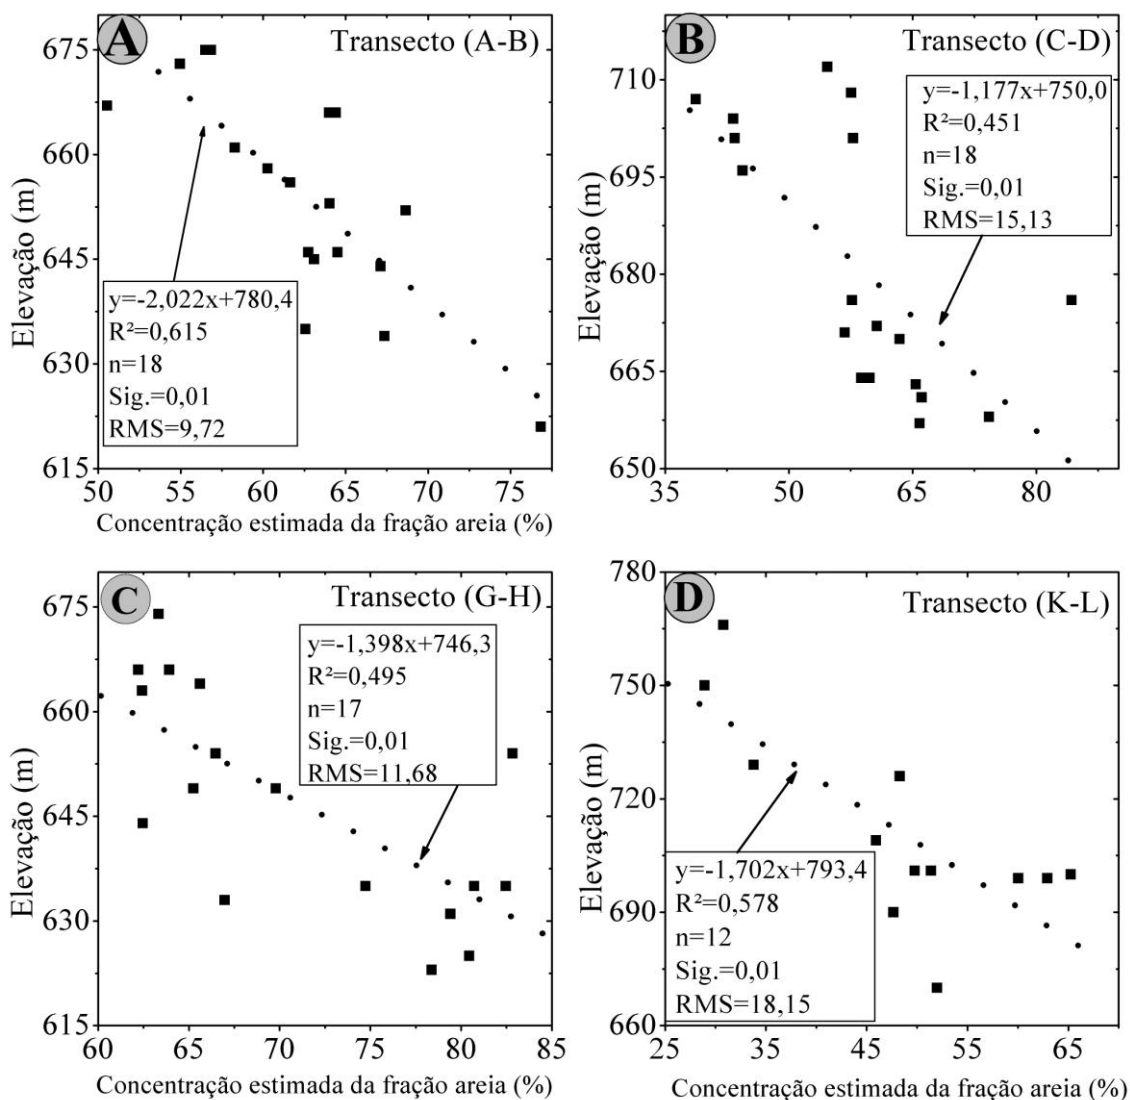 A
Transecto (A-B)
675
660
645
630
615
Elevação (m)
y=-2,022x+780,4
R²=0,615
n=18
Sig.=0,01
RMS=9,72
50 55 60 65 70 75
Concentração estimada da fração areia (%)
B
Transecto (C-D)
710
695
680
665
650
Elevação (m)
y=-1,177x+750,0
R²=0,451
n=18
Sig.=0,01
RMS=15,13
35 50 65 80
C
Transecto (G-H)
675
660
645
630
615
Elevação (m)
y=-1,398x+746,3
R²=0,495
n=17
Sig.=0,01
RMS=11,68
60 65 70 75 80 85
Concentração estimada da fração areia (%)
D
Transecto (K-L)
780
750
720
690
660
Elevação (m)
y=-1,702x+793,4
R²=0,578
n=12
Sig.=0,01
RMS=18,15
25 35 45 55 65
Concentração estimada da fração areia (%)